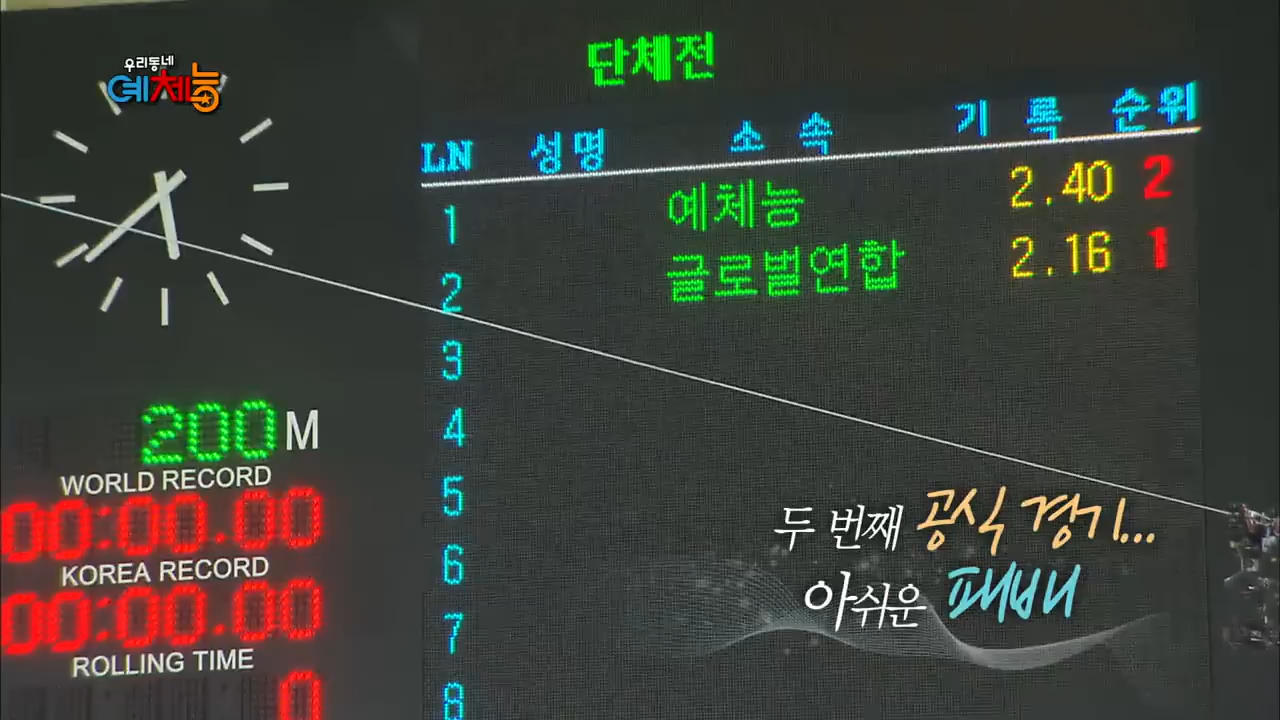 우리동네
예체능
단체전
LN 성명 소 속 기 록 순위
1 예체능 2.40 2
2 글로벌연합 2.16 1
3
4
5
6
7
8
200M
WORLD RECORD
00:00.00
KOREA RECORD
00:00.00
ROLLING TIME
0
두 번째 공식 경기...
아쉬운 패배